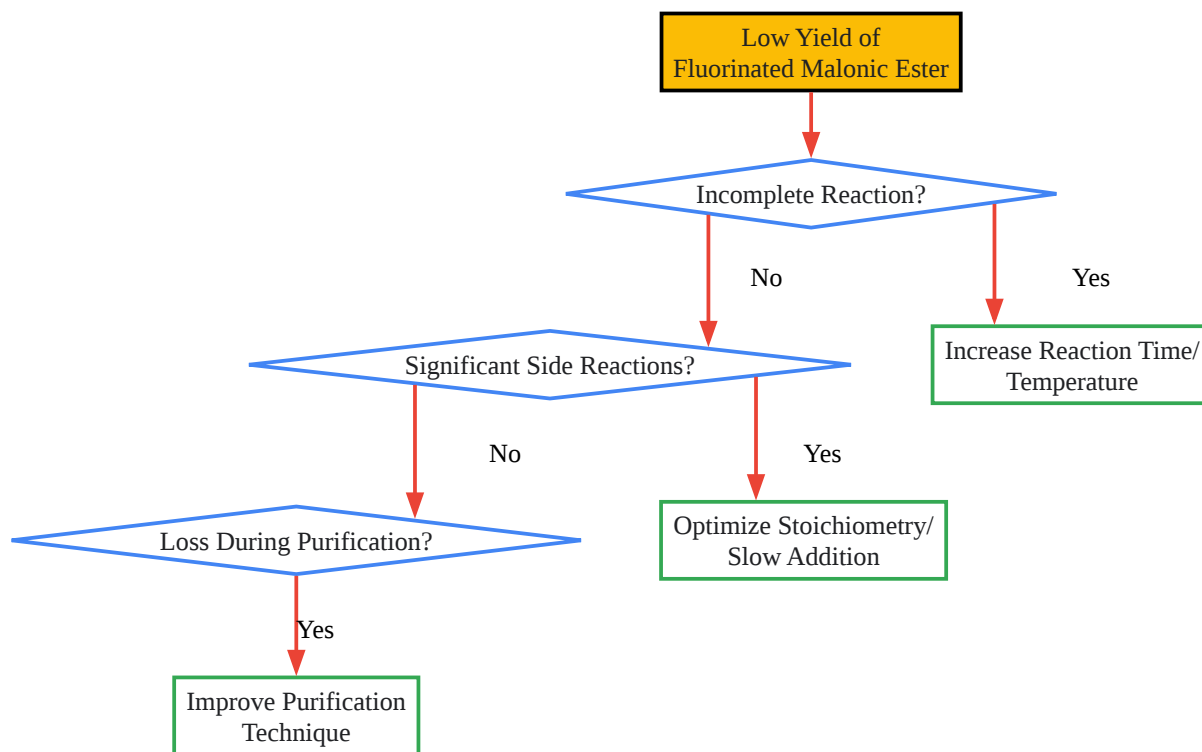 Low Yield of
Fluorinated Malonic Ester
Incomplete Reaction?
No
Yes
Increase Reaction Time/
Temperature
Significant Side Reactions?
No
Yes
Optimize Stoichiometry/
Slow Addition
Loss During Purification?
Yes
Improve Purification
Technique